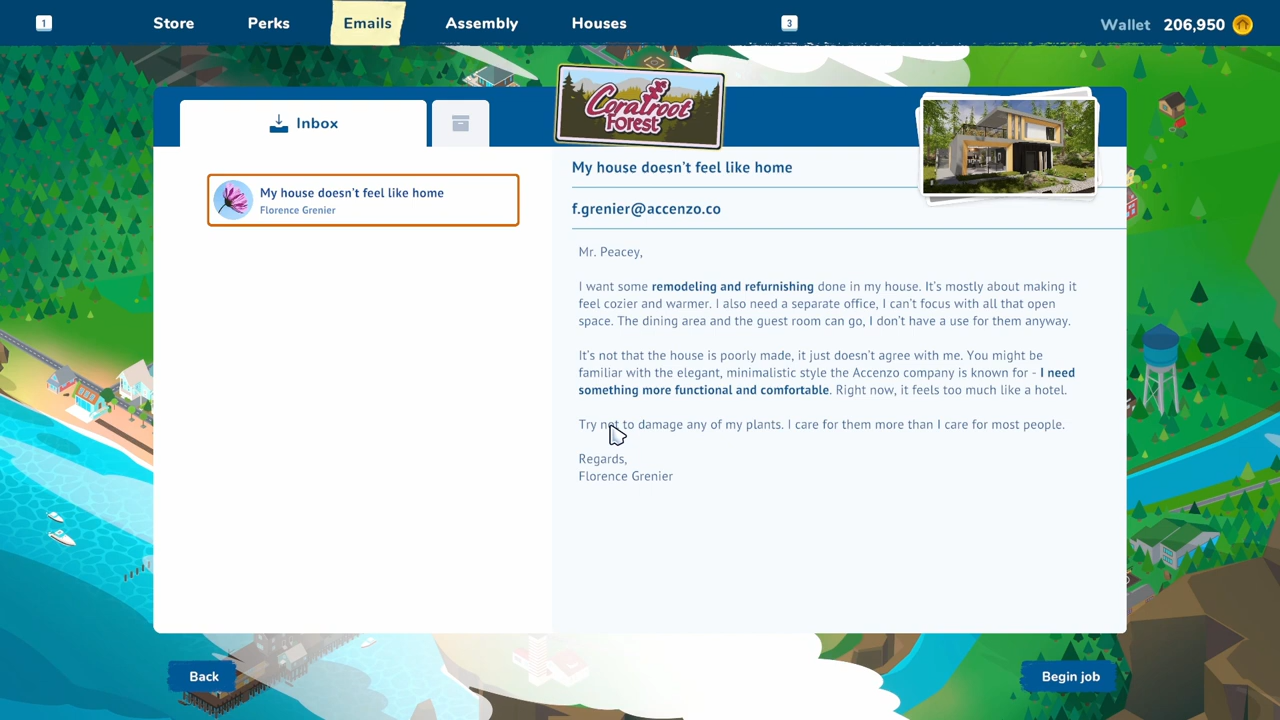 1
Store
Perks
Emails
Assembly
Houses
3
Wallet 206,950
Inbox
Coralroot
Forest
My house doesn't feel like home
Florence Grenier
My house doesn't feel like home
f.grenier@accenzo.co
Mr. Peacey,
I want some remodeling and refurnishing done in my house. It's mostly about making it
feel cozier and warmer. I also need a separate office, I can't focus with all that open
space. The dining area and the guest room can go, I don't have a use for them anyway.
It's not that the house is poorly made, it just doesn't agree with me. You might be
familiar with the elegant, minimalistic style the Accenzo company is known for - I need
something more functional and comfortable. Right now, it feels too much like a hotel.
Try not to damage any of my plants. I care for them more than I care for most people.
Regards,
Florence Grenier
Back
Begin job